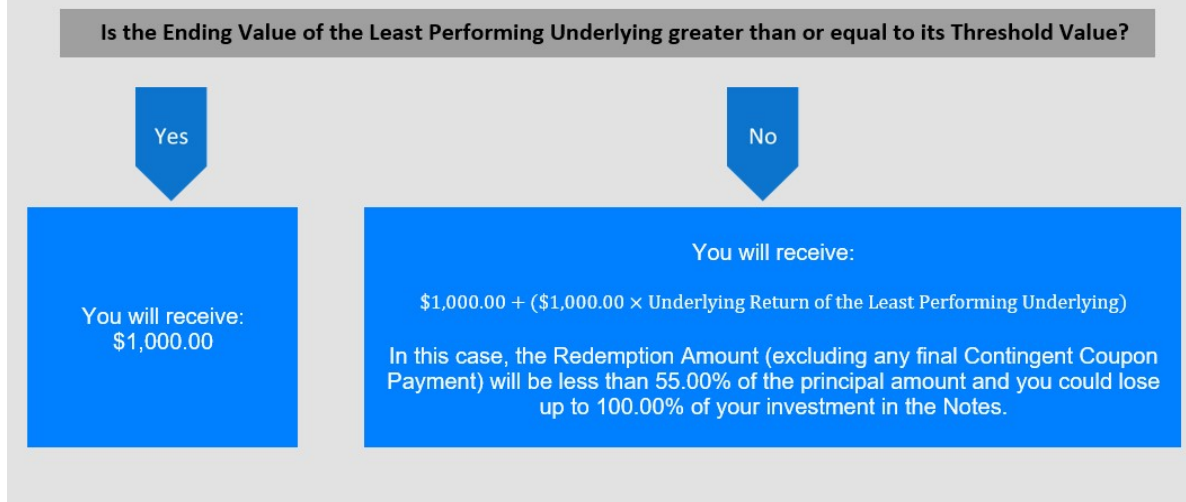 Is the Ending Value of the Least Performing Underlying greater than or equal to its Threshold Value?
Yes
No
You will receive:
$1,000.00
You will receive:
$1,000.00 + ($1,000.00 × Underlying Return of the Least Performing Underlying)
In this case, the Redemption Amount (excluding any final Contingent Coupon
Payment) will be less than 55.00% of the principal amount and you could lose
up to 100.00% of your investment in the Notes.